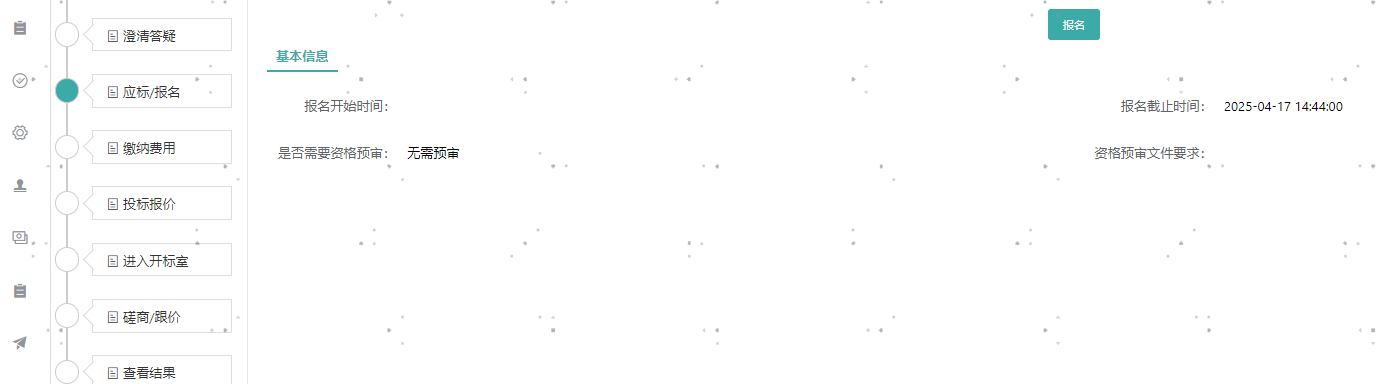 澄清答疑
应标/报名
缴纳费用
投标报价
进入开标室
磋商/跟价
查看结果
报名
基本信息
报名开始时间：
报名截止时间： 2025-04-17 14:44:00
是否需要资格预审： 无需预审
资格预审文件要求：